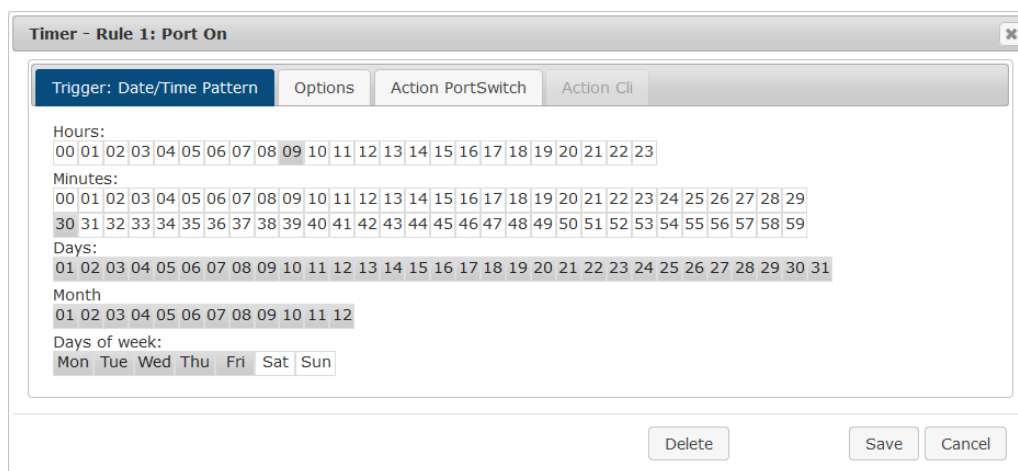 Timer - Rule 1: Port On
Trigger: Date/Time Pattern Options Action PortSwitch Action Cli
Hours:
00 01 02 03 04 05 06 07 08 09 10 11 12 13 14 15 16 17 18 19 20 21 22 23
Minutes:
00 01 02 03 04 05 06 07 08 09 10 11 12 13 14 15 16 17 18 19 20 21 22 23 24 25 26 27 28 29
30 31 32 33 34 35 36 37 38 39 40 41 42 43 44 45 46 47 48 49 50 51 52 53 54 55 56 57 58 59
Days:
01 02 03 04 05 06 07 08 09 10 11 12 13 14 15 16 17 18 19 20 21 22 23 24 25 26 27 28 29 30 31
Month
01 02 03 04 05 06 07 08 09 10 11 12
Days of week:
Mon Tue Wed Thu Fri Sat Sun
Delete Save Cancel